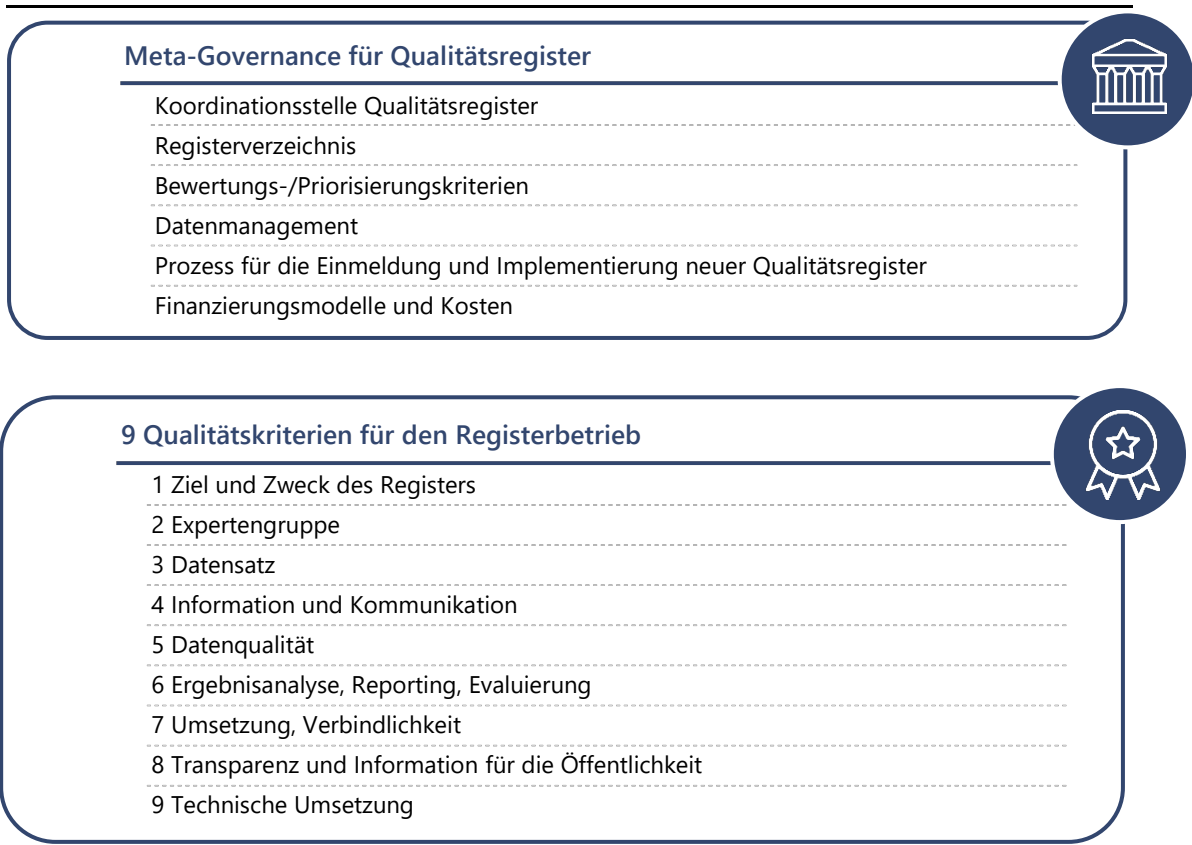 Meta-Governance für Qualitätsregister
Koordinationsstelle Qualitätsregister
Registerverzeichnis
Bewertungs-/Priorisierungskriterien
Datenmanagement
Prozess für die Einmeldung und Implementierung neuer Qualitätsregister
Finanzierungsmodelle und Kosten
9 Qualitätskriterien für den Registerbetrieb
1 Ziel und Zweck des Registers
2 Expertengruppe
3 Datensatz
4 Information und Kommunikation
5 Datenqualität
6 Ergebnisanalyse, Reporting, Evaluierung
7 Umsetzung, Verbindlichkeit
8 Transparenz und Information für die Öffentlichkeit
9 Technische Umsetzung